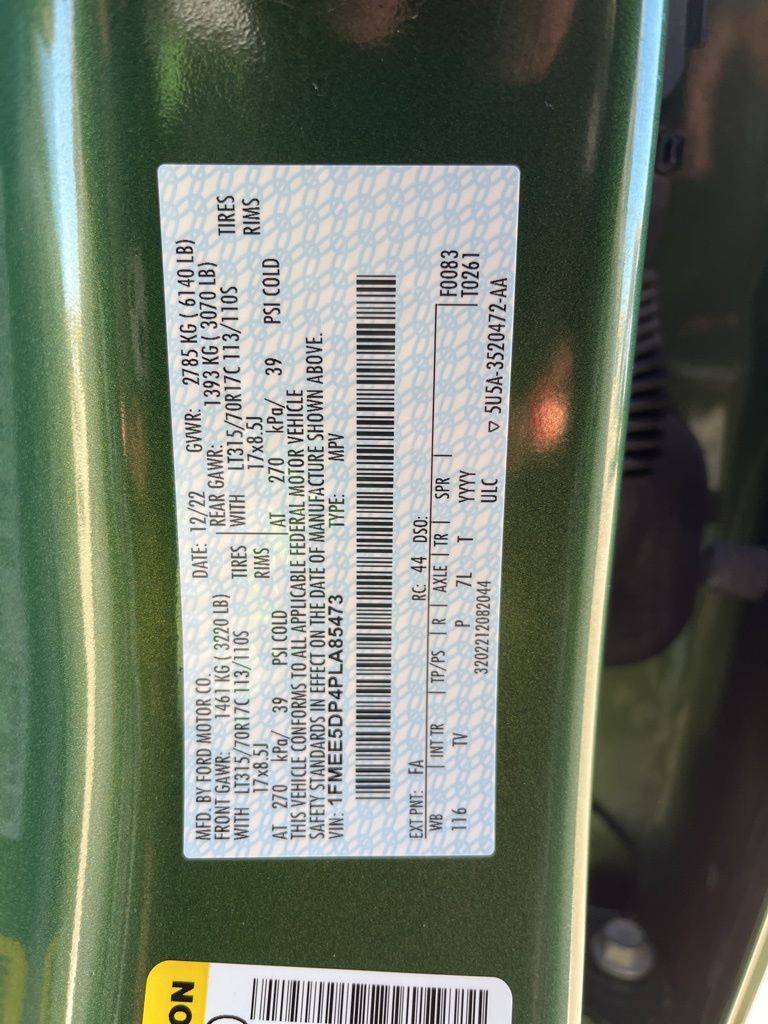 MFD. BY FORD MOTOR CO.
DATE: 12/22 GVWR: 2785 KG ( 6140 LB)
FRONT GAWR: 1461 KG ( 3220 LB)
REAR GAWR: 1393 KG ( 3070 LB)
WITH LT315/70R17C 113/110S TIRES
WITH LT315/70R17C 113/110S TIRES
17x8.5J RIMS
17x8.5J RIMS
AT 270 kPa/ 39 PSI COLD
AT 270 kPa/ 39 PSI COLD
THIS VEHICLE CONFORMS TO ALL APPLICABLE FEDERAL MOTOR VEHICLE
SAFETY STANDARDS IN EFFECT ON THE DATE OF MANUFACTURE SHOWN ABOVE.
VIN: 1FMEE5DP4PLA85473 TYPE: MPV
EXT PNT: FA RC: 44 DSO:
WB INT TR TP/PS R AXLE TR SPR F0083
116 TV P 7L T YYYY T0261
3202212082044 ULC ▽ 5U5A-3520472-AA
ON